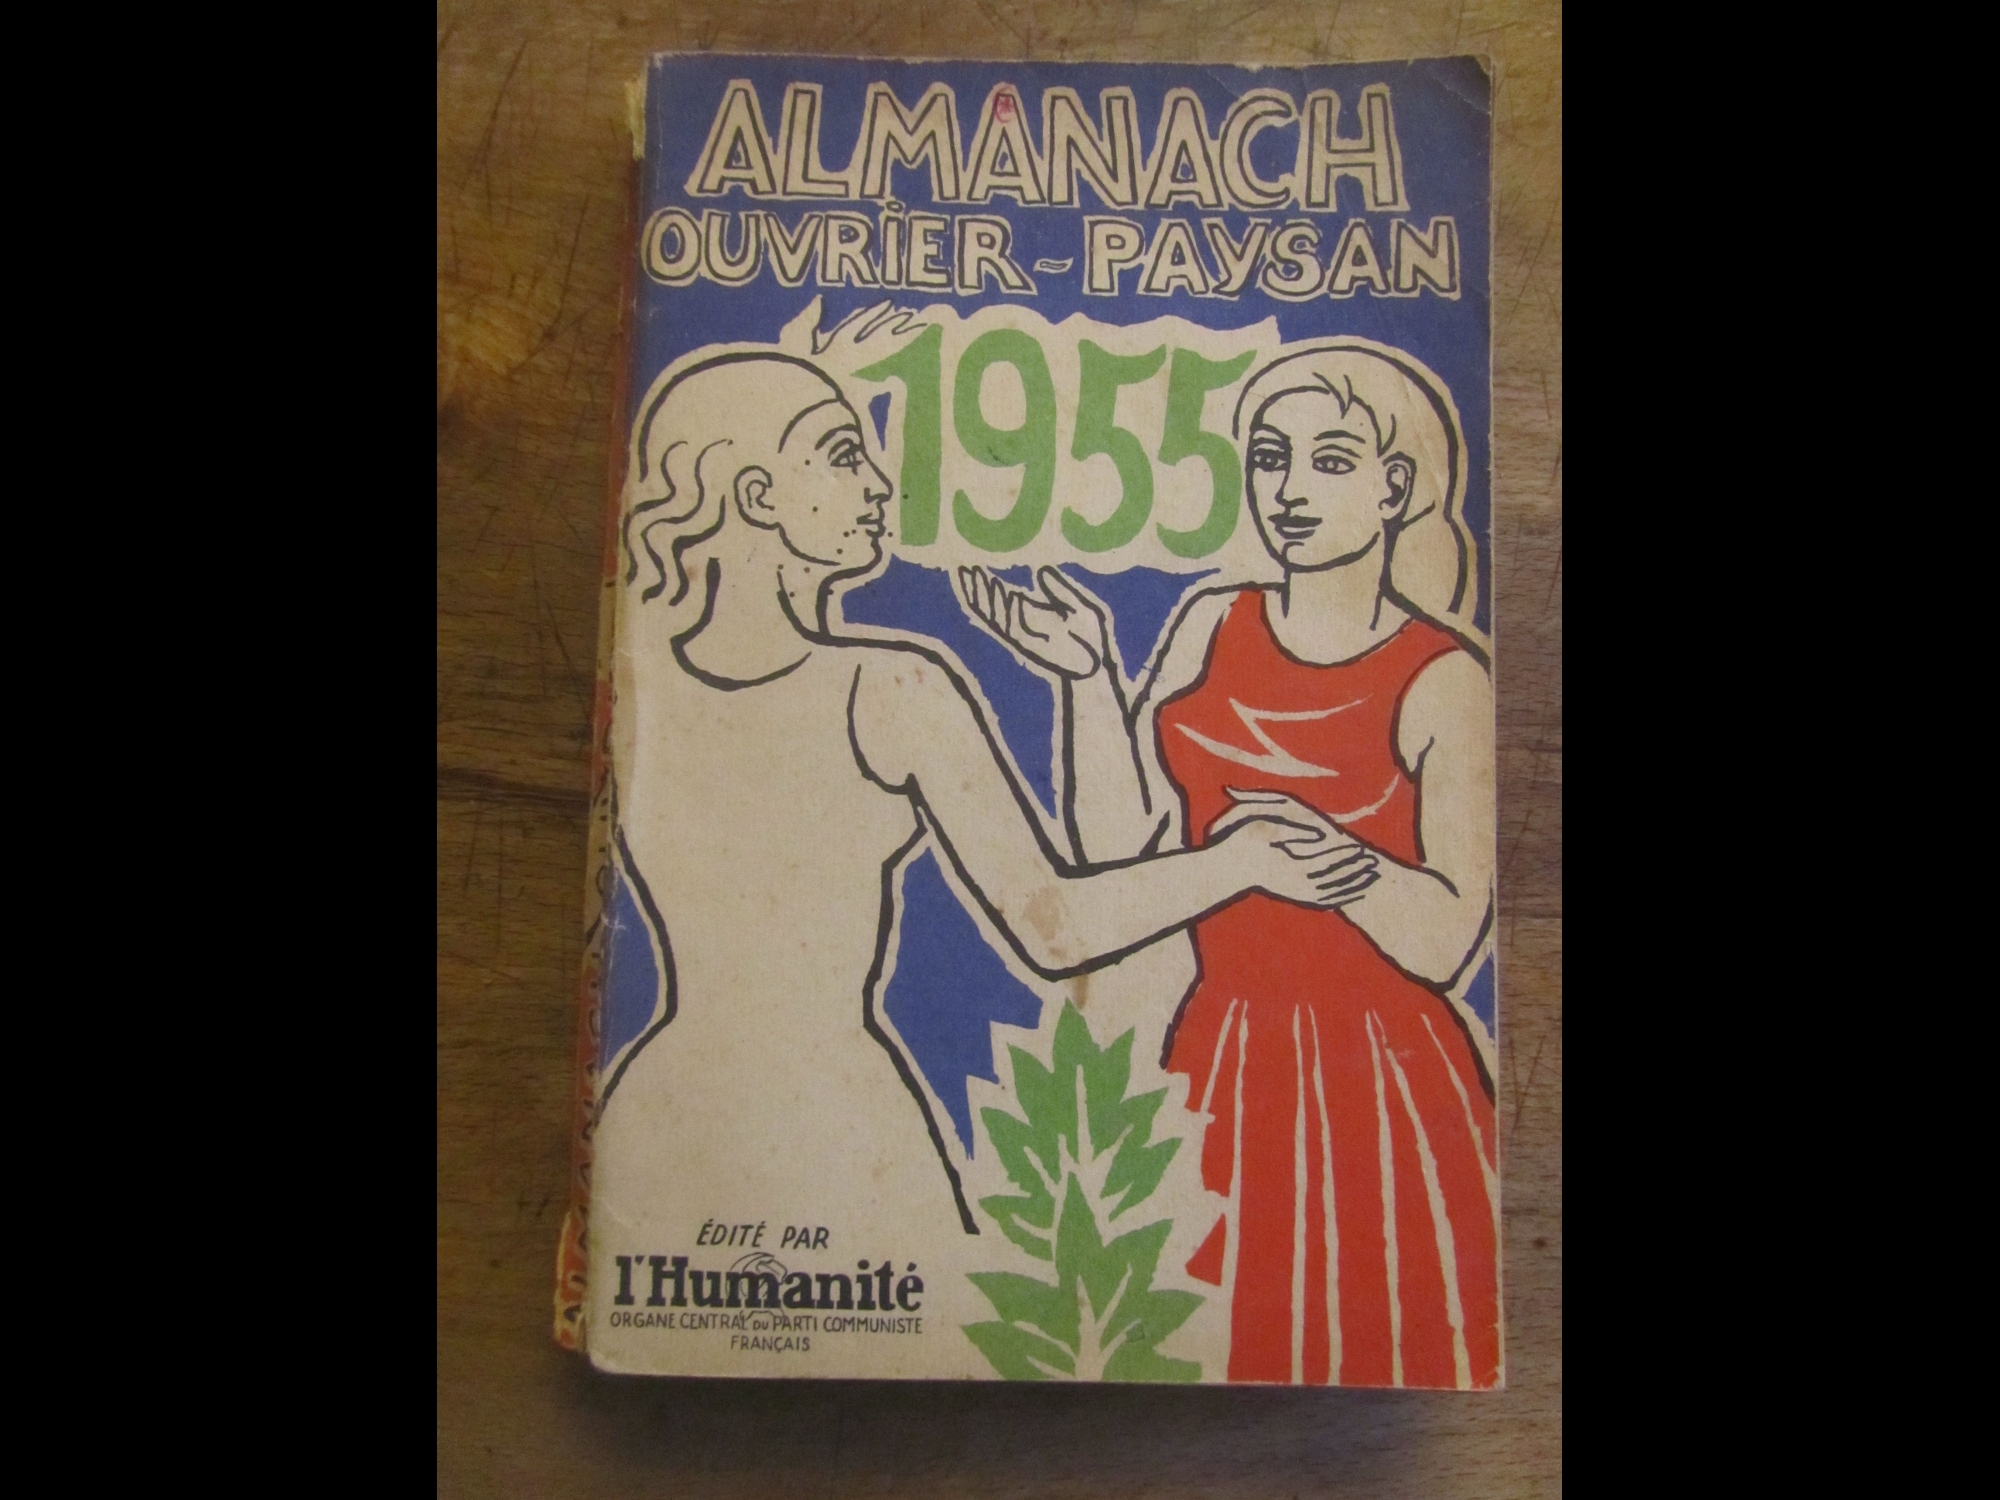 ALMANACH
OUVRIER - PAYSAN
1955
ÉDITÉ PAR
l'Humanité
ORGANE CENTRAL DU PARTI COMMUNISTE
FRANÇAIS